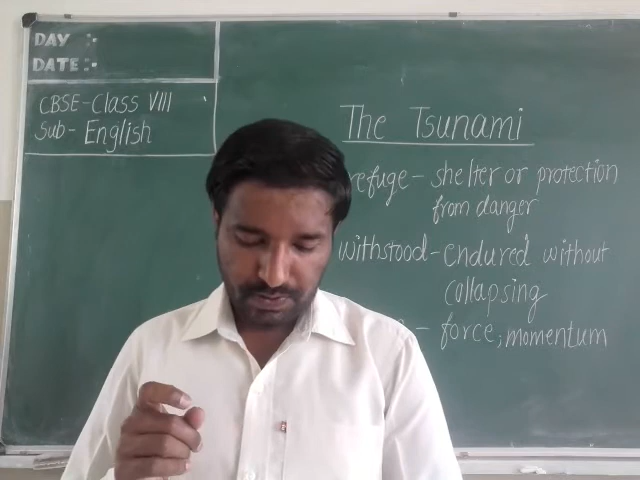 DAY :-
DATE:-
CBSE-Class VIII
Sub- English
The Tsunami
refuge - shelter or protection
from danger
withstood - endured without
collapsing
- force; momentum